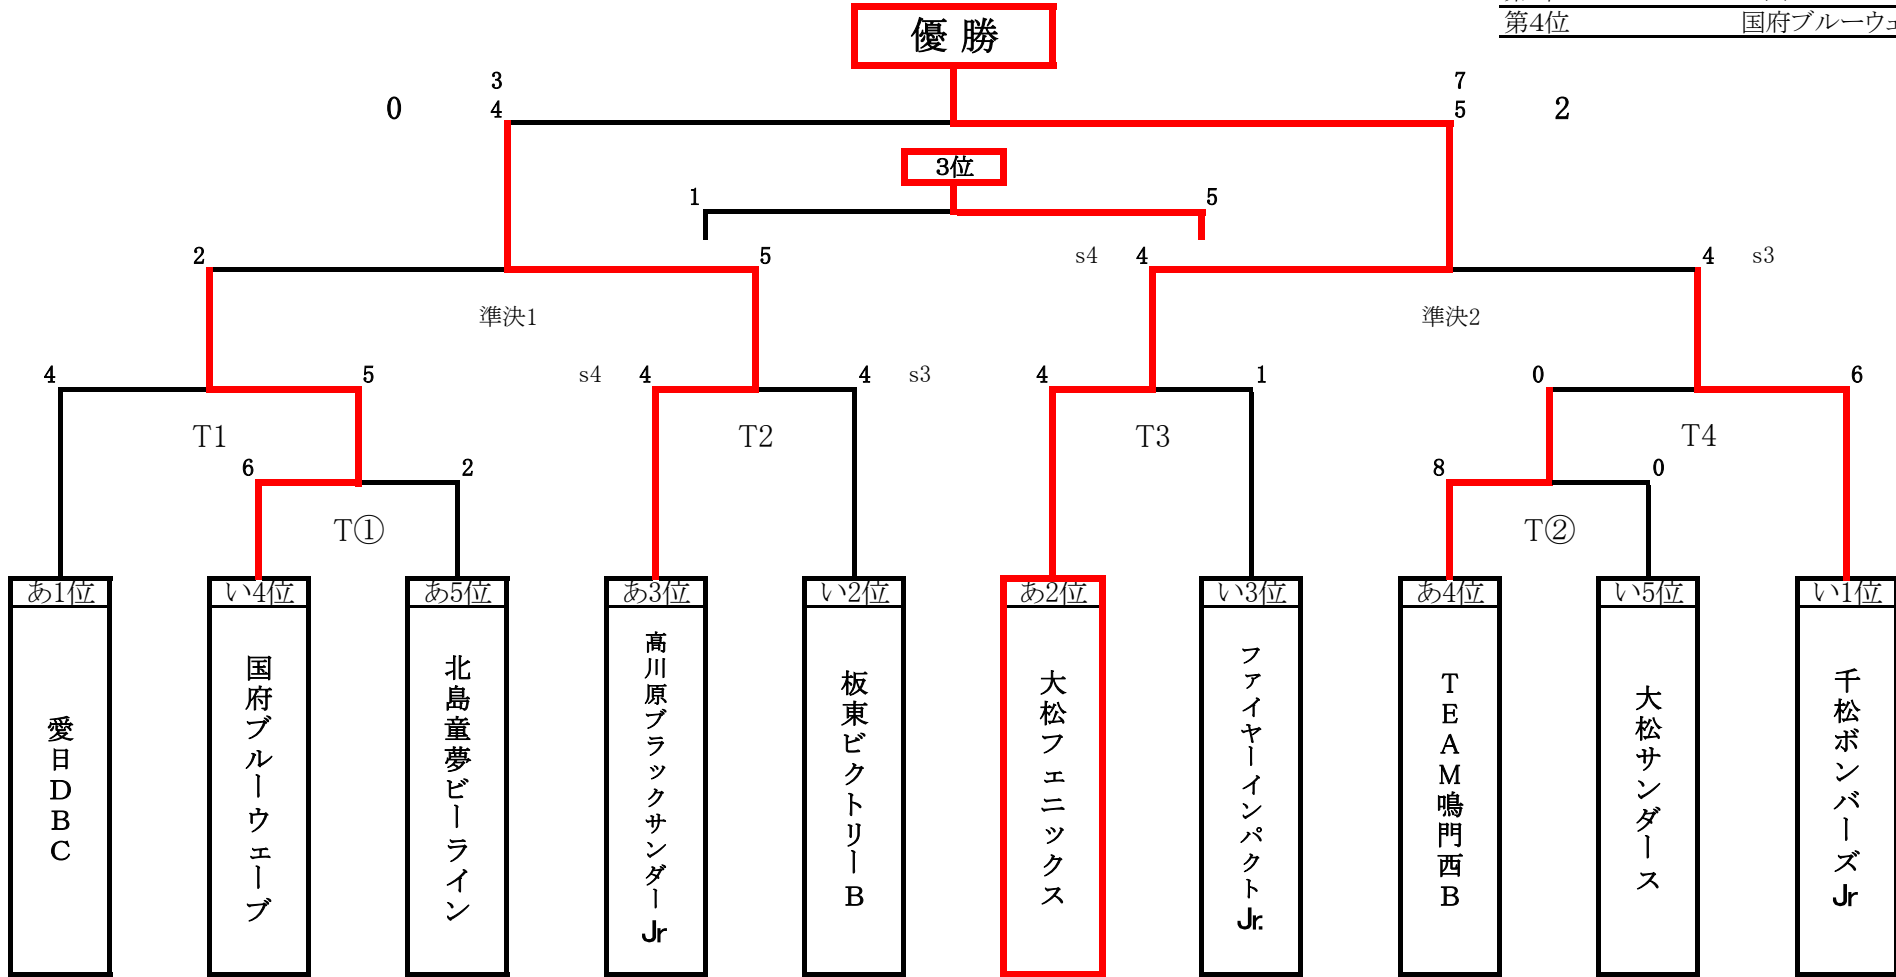 第4位 国府ブルーウェ
優勝
3 7
0 4 5 2
3位
1 5
2 5 s4 4 4 s3
準決1 準決2
4 5 s4 4 4 s3 4 1 0 6
T1 T2 T3 T4
6 2 8 0
T① T②
あ1位 い4位 あ5位 あ3位 い2位 あ2位 い3位 あ4位 い5位 い1位
愛日DBC
国府ブルーウェーブ
北島童夢ビーライン
高川原ブラックサンダーJr
板東ビクトリーB
大松フェニックス
ファイヤーインパクトJr.
TEAM鳴門西B
大松サンダース
千松ボンバーズJr